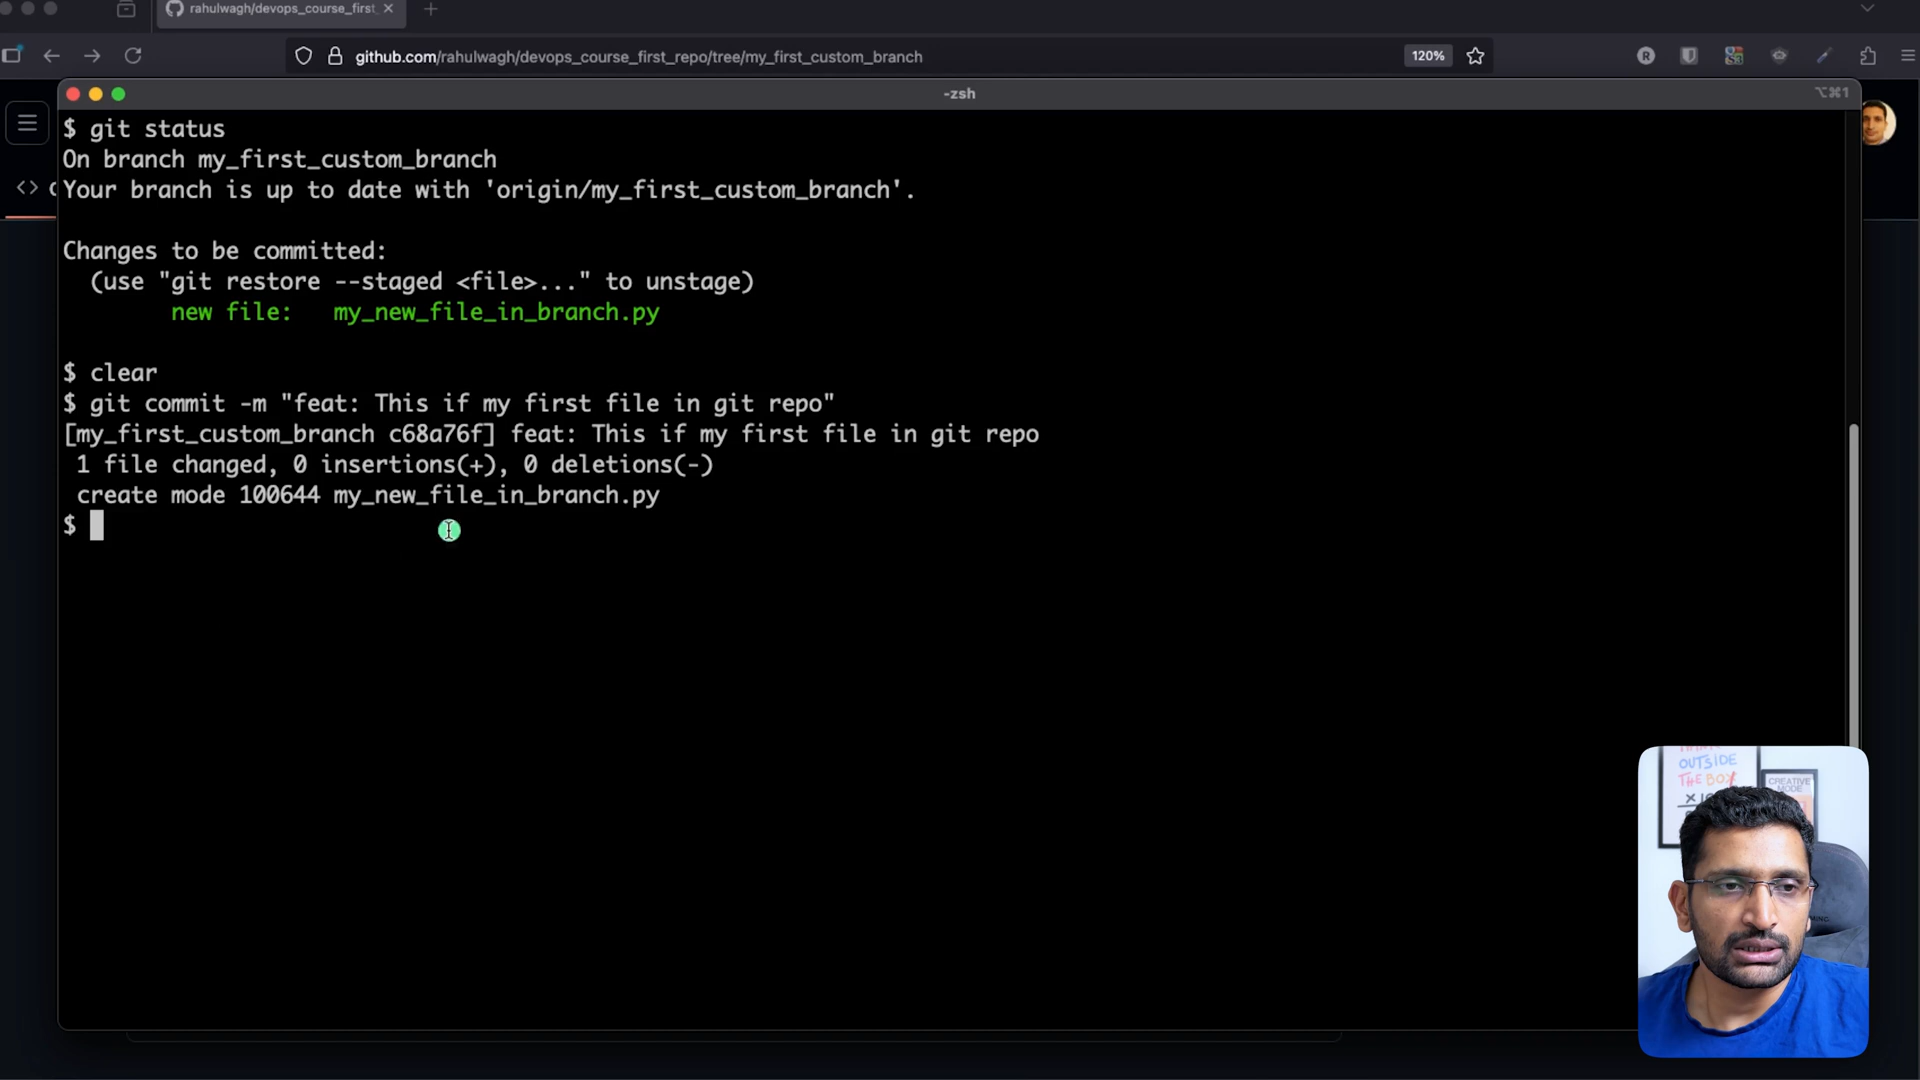 rahulwagh/devops_course_first_
github.com/rahulwagh/devops_course_first_repo/tree/my_first_custom_branch
120%
R
-zsh
⌥⌘1
$ git status
On branch my_first_custom_branch
Your branch is up to date with 'origin/my_first_custom_branch'.
Changes to be committed:
(use "git restore --staged <file>..." to unstage)
new file:   my_new_file_in_branch.py
$ clear
$ git commit -m "feat: This if my first file in git repo"
[my_first_custom_branch c68a76f] feat: This if my first file in git repo
1 file changed, 0 insertions(+), 0 deletions(-)
create mode 100644 my_new_file_in_branch.py
$
OUTSIDE
THE BOX
CREATIVE
MODE